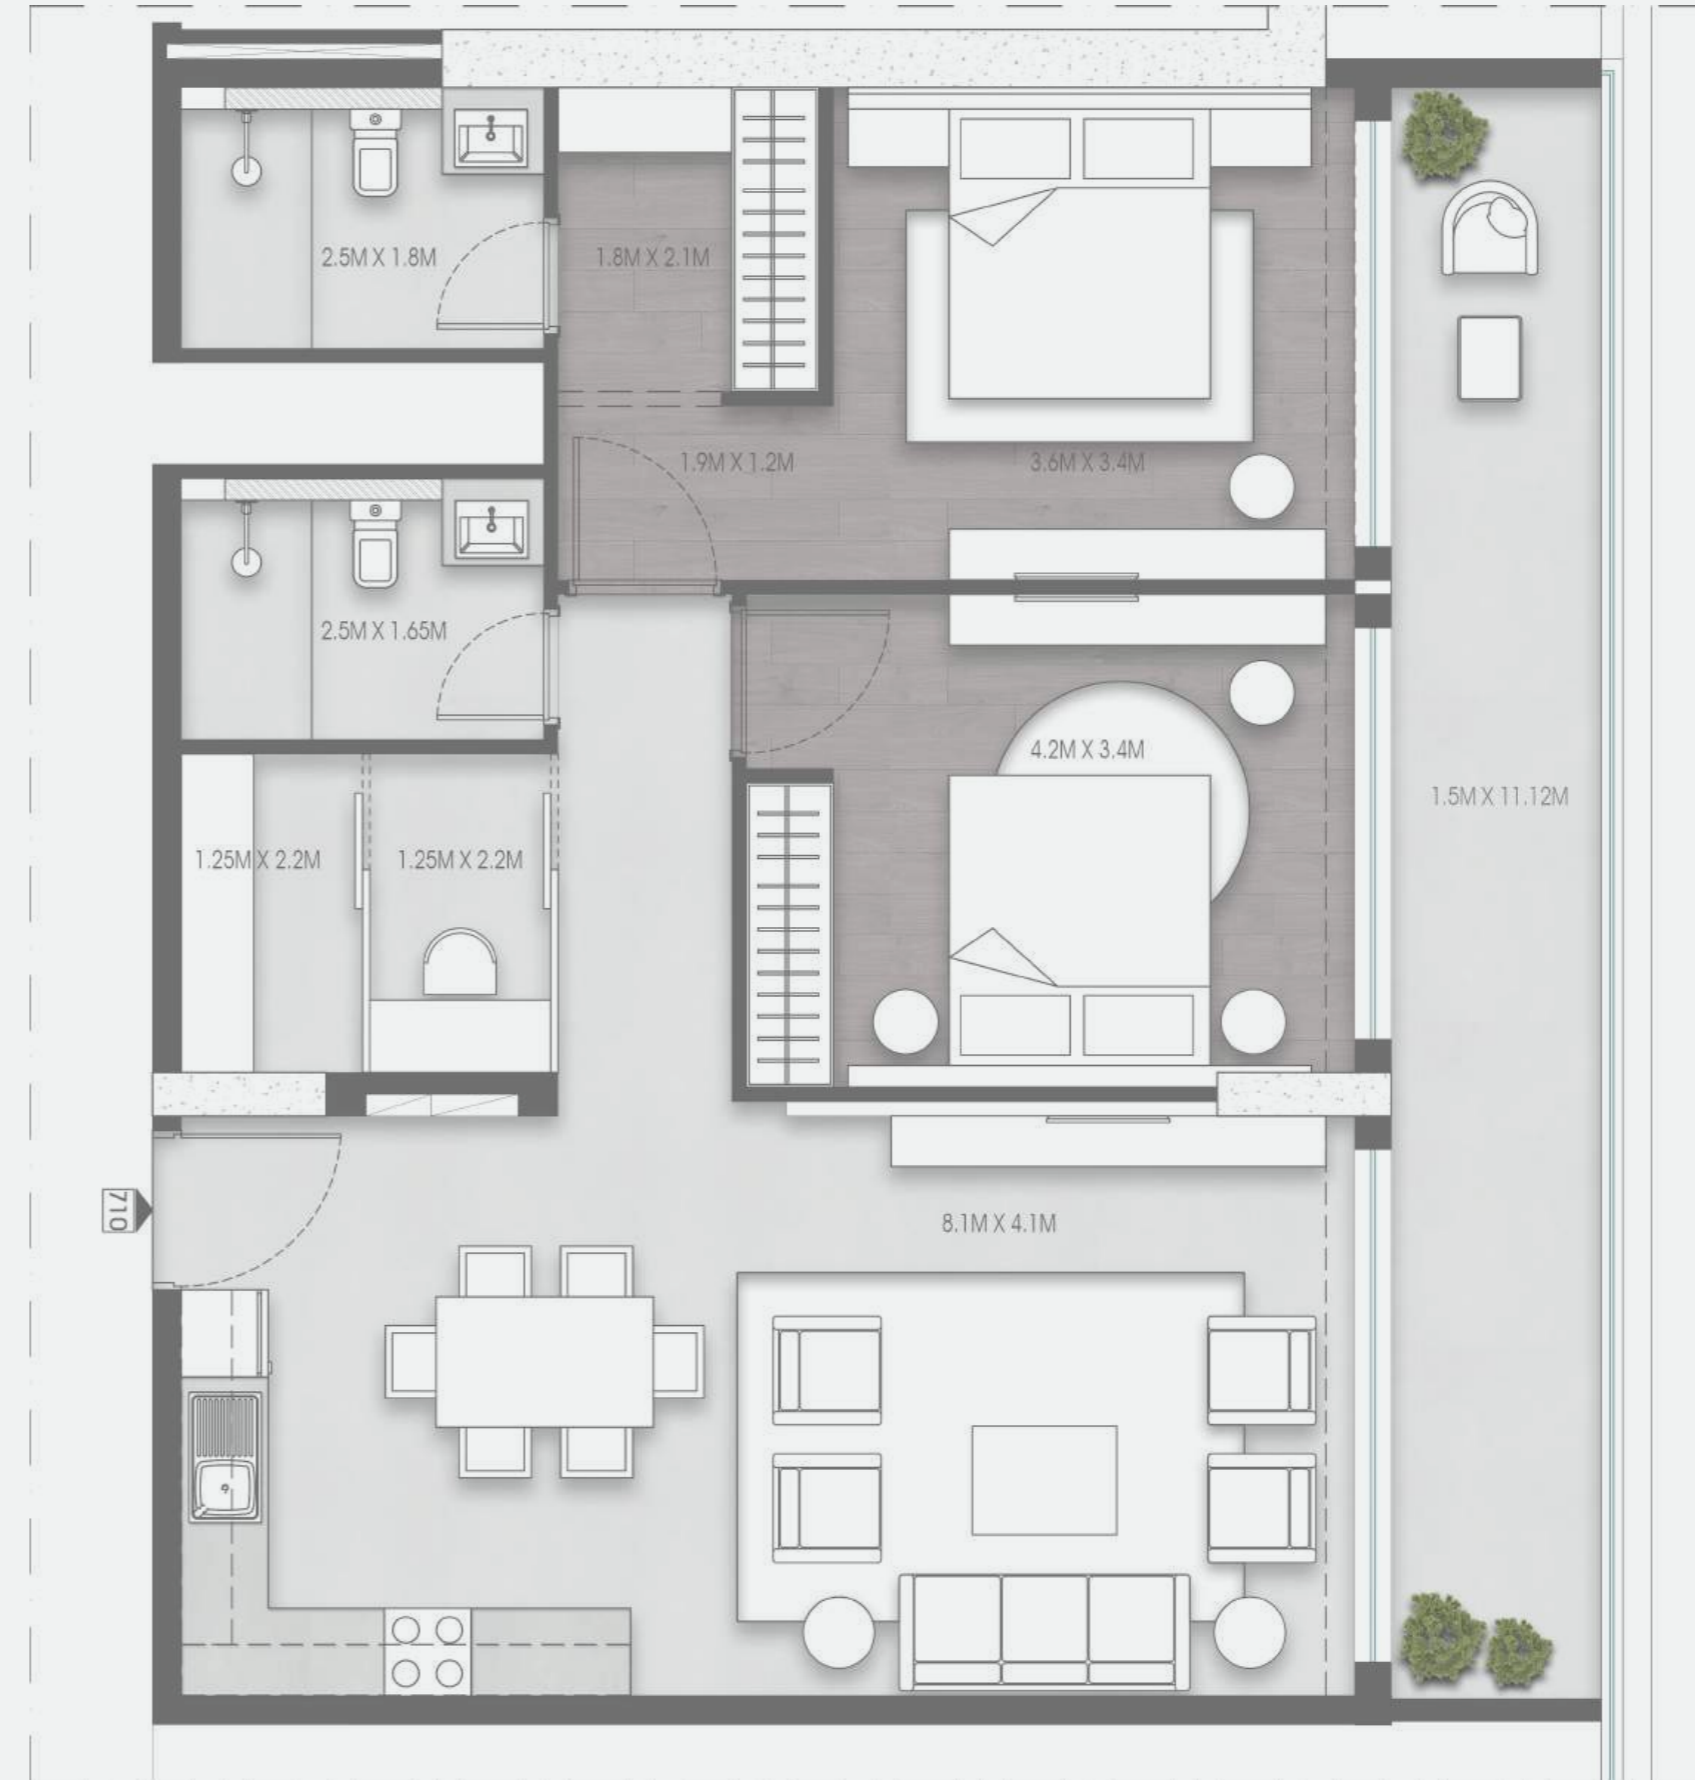 2.5M X 1.8M
1.8M X 2.1M
1.9M X 1.2M
3.6M X 3.4M
2.5M X 1.65M
4.2M X 3.4M
1.5M X 11.12M
1.25M X 2.2M
1.25M X 2.2M
710
8.1M X 4.1M